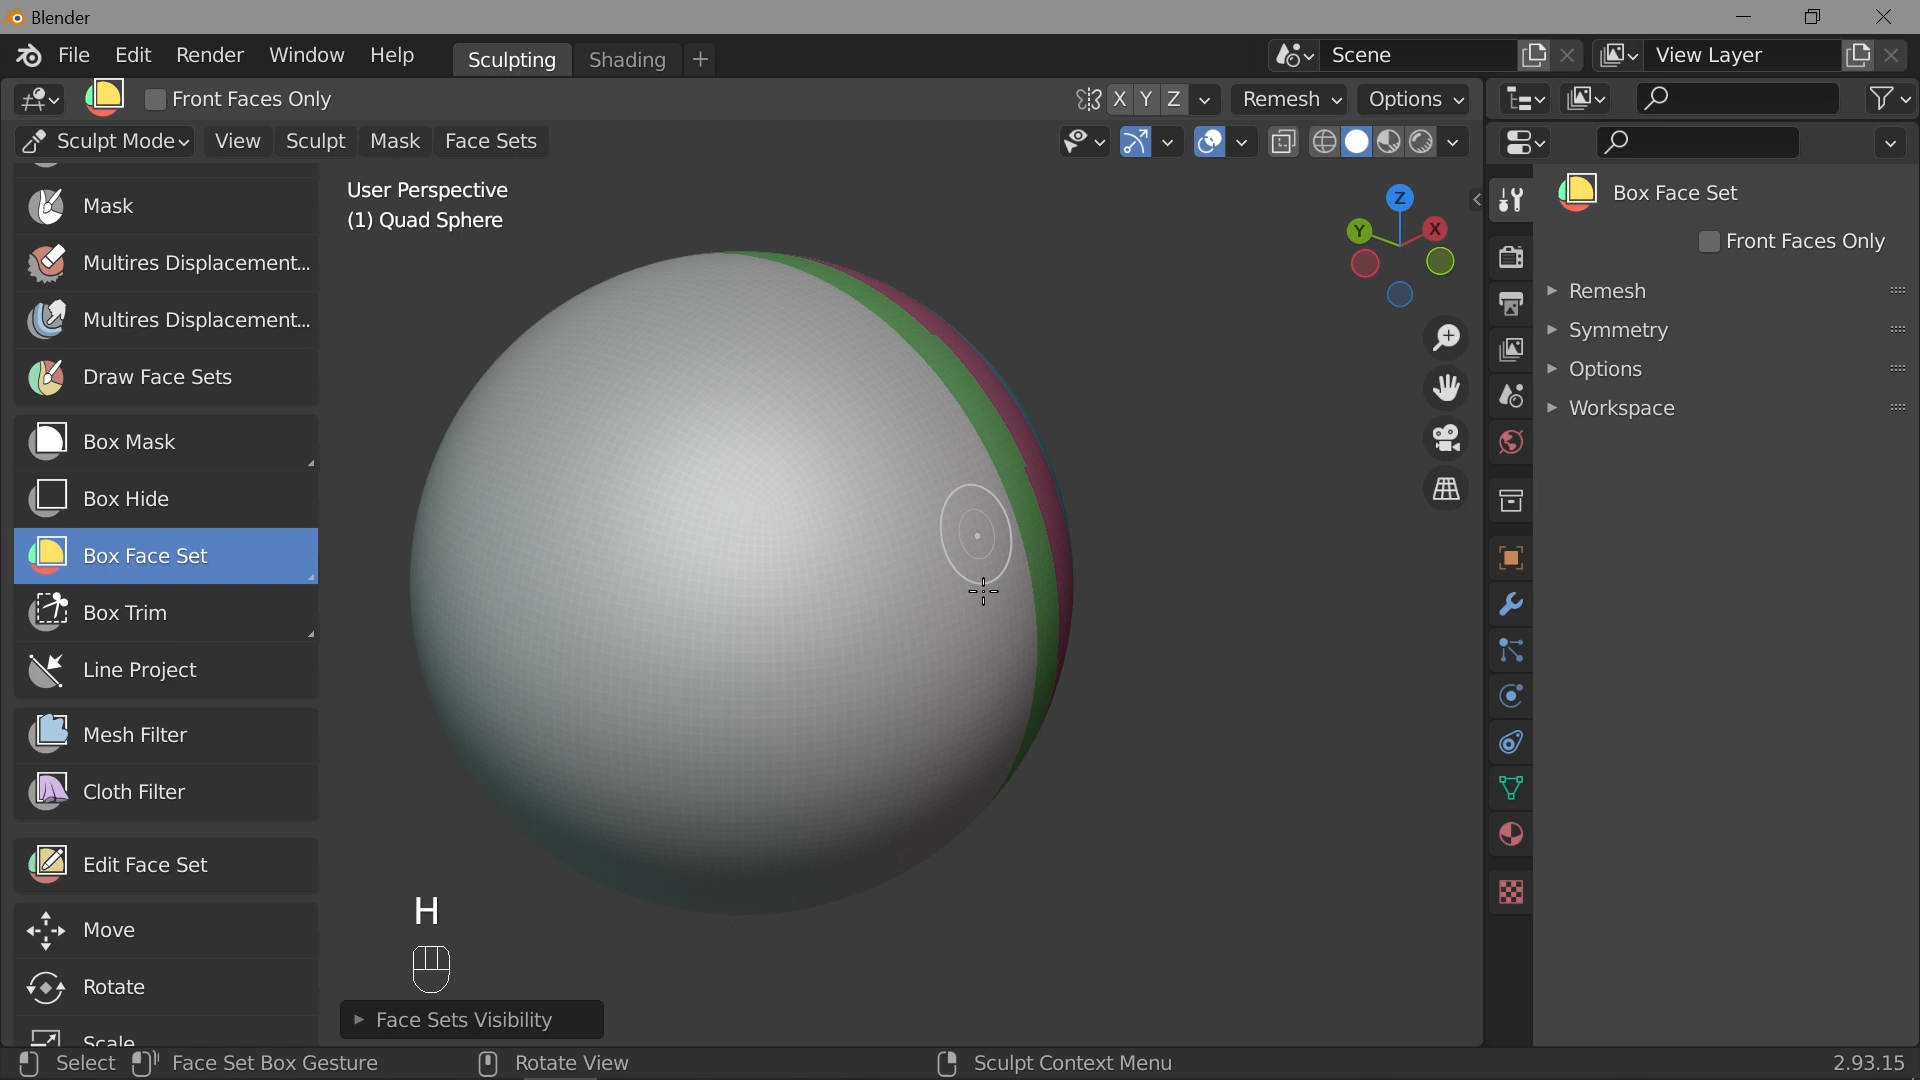 Blender
File Edit Render Window Help Sculpting Shading + Scene View Layer
Front Faces Only X Y Z Remesh Options
Sculpt Mode View Sculpt Mask Face Sets
User Perspective
(1) Quad Sphere
Z
Y
X
Mask
Multires Displacement...
Multires Displacement...
Draw Face Sets
Box Mask
Box Hide
Box Face Set
Box Trim
Line Project
Mesh Filter
Cloth Filter
Edit Face Set
Move
Rotate
Scale
H
Face Sets Visibility
Box Face Set
Front Faces Only
Remesh
Symmetry
Options
Workspace
Select Face Set Box Gesture Rotate View Sculpt Context Menu 2.93.15